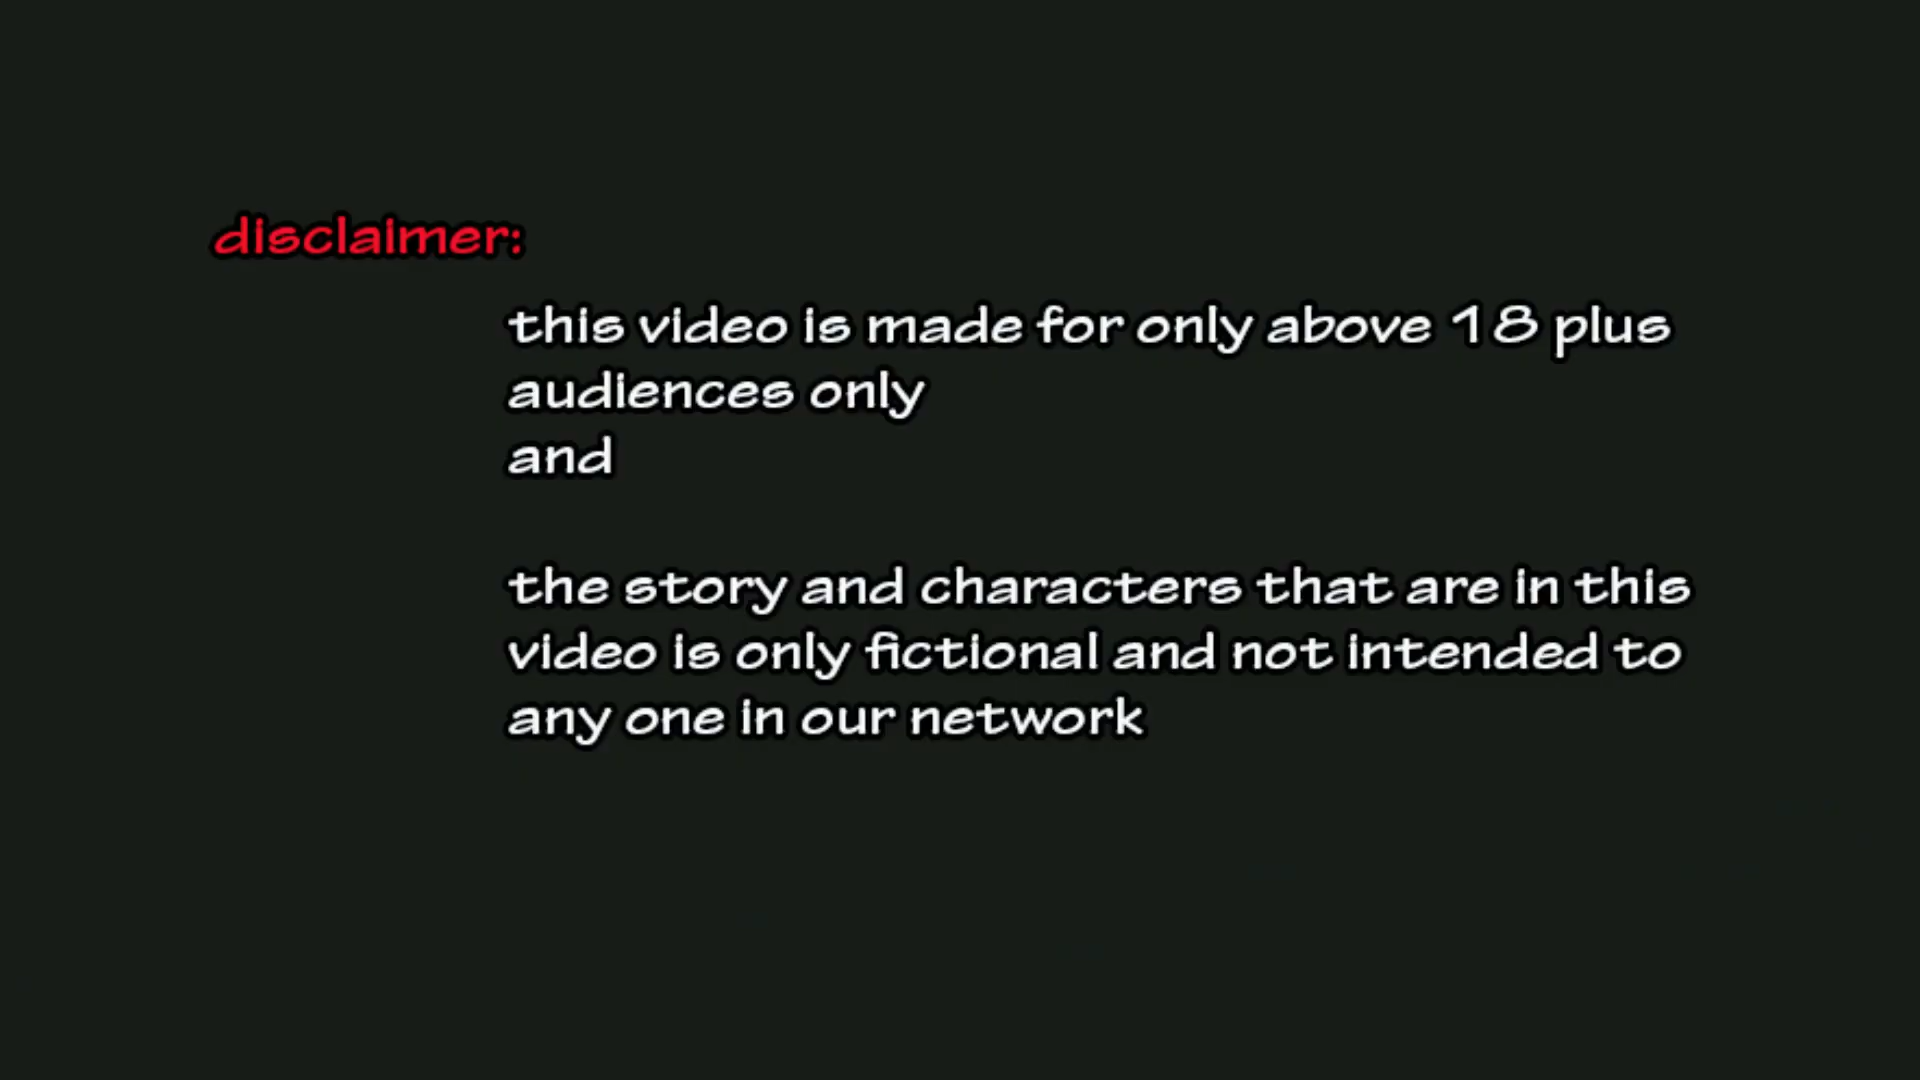 disclaimer:
this video is made for only above 18 plus
audiences only
and
the story and characters that are in this
video is only fictional and not intended to
any one in our network